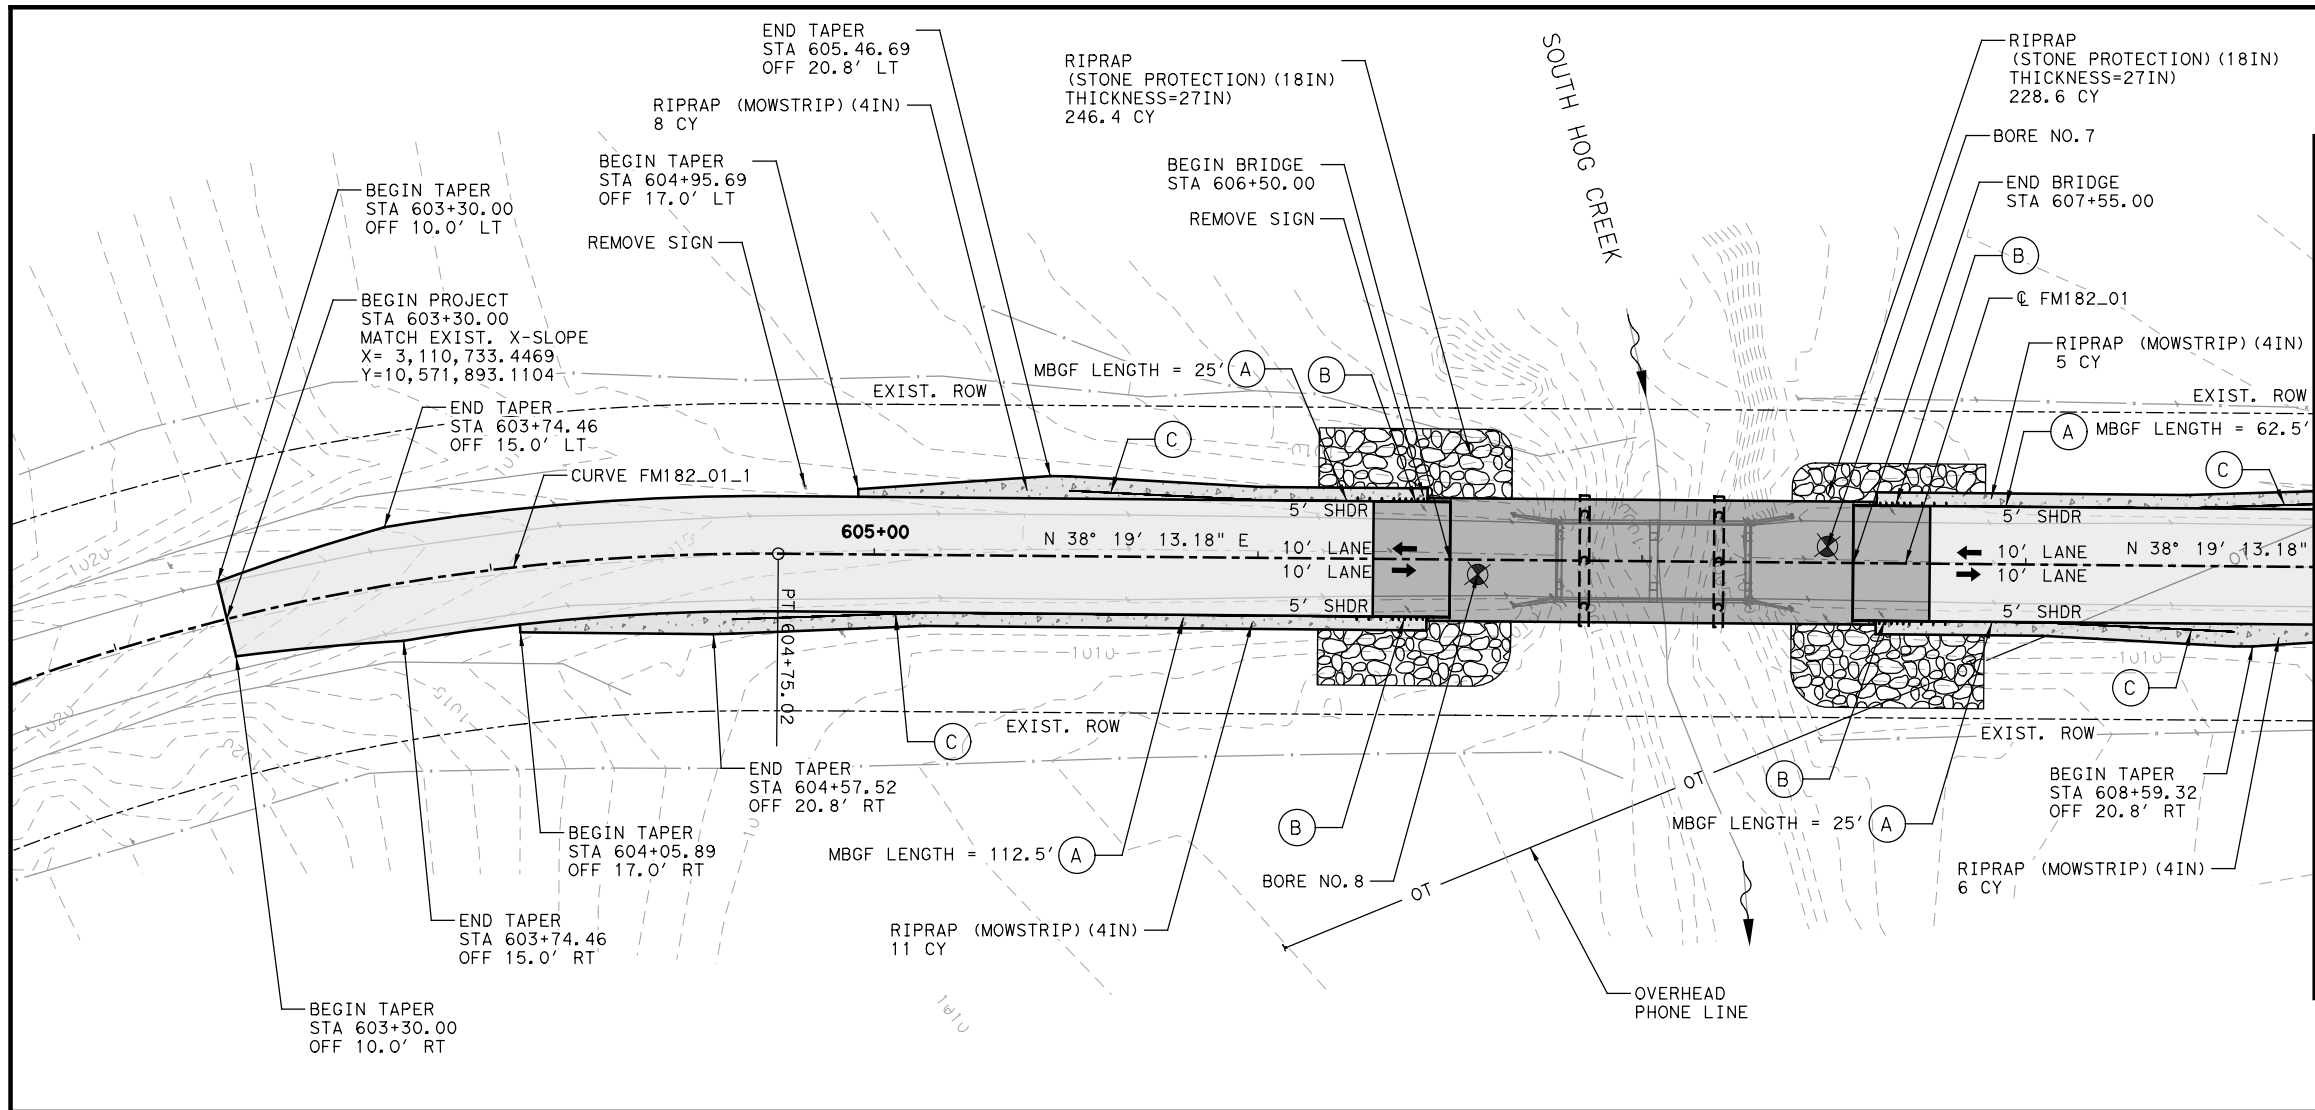 END TAPER
STA 605.46.69
OFF 20.8' LT
RIPRAP (MOWSTRIP)(4IN)
8 CY
BEGIN TAPER
STA 604+95.69
OFF 17.0' LT
REMOVE SIGN
BEGIN TAPER
STA 603+30.00
OFF 10.0' LT
BEGIN PROJECT
STA 603+30.00
MATCH EXIST. X-SLOPE
X= 3,110,733.4469
Y=10,571,893.1104
END TAPER
STA 603+74.46
OFF 15.0' LT
CURVE FM182_01_1
RIPRAP
(STONE PROTECTION)(18IN)
THICKNESS=27IN)
246.4 CY
BEGIN BRIDGE
STA 606+50.00
REMOVE SIGN
MBGF LENGTH = 25' A
B
EXIST. ROW
C
SOUTH HOG CREEK
RIPRAP
(STONE PROTECTION)(18IN)
THICKNESS=27IN)
228.6 CY
BORE NO.7
END BRIDGE
STA 607+55.00
B
℄ FM182_01
RIPRAP (MOWSTRIP)(4IN)
5 CY
EXIST. ROW
A MBGF LENGTH = 62.5'
C
605+00
N 38° 19' 13.18" E
5' SHDR
10' LANE
10' LANE
5' SHDR
5' SHDR
10' LANE
10' LANE
5' SHDR
N 38° 19' 13.18"
OT
PT 604+75.02
1020
1020
1015
1010
1010
1010
EXIST. ROW
C
END TAPER
STA 604+57.52
OFF 20.8' RT
BEGIN TAPER
STA 604+05.89
OFF 17.0' RT
END TAPER
STA 603+74.46
OFF 15.0' RT
BEGIN TAPER
STA 603+30.00
OFF 10.0' RT
MBGF LENGTH = 112.5' A
RIPRAP (MOWSTRIP)(4IN)
11 CY
B
BORE NO.8
OT
OT
OVERHEAD
PHONE LINE
B
MBGF LENGTH = 25' A
C
EXIST. ROW
BEGIN TAPER
STA 608+59.32
OFF 20.8' RT
RIPRAP (MOWSTRIP)(4IN)
6 CY